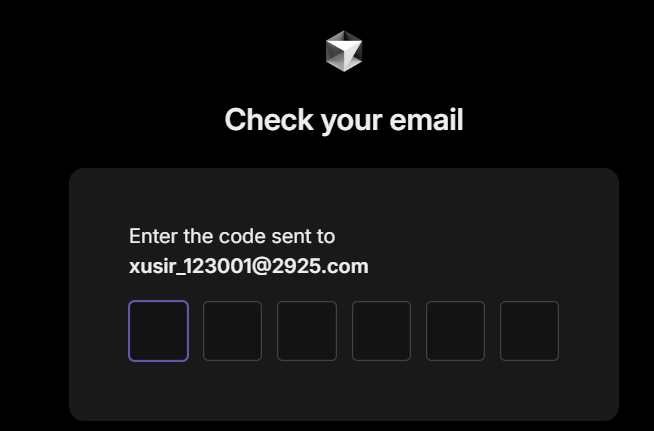 Check your email
Enter the code sent to
xusir_123001@2925.com